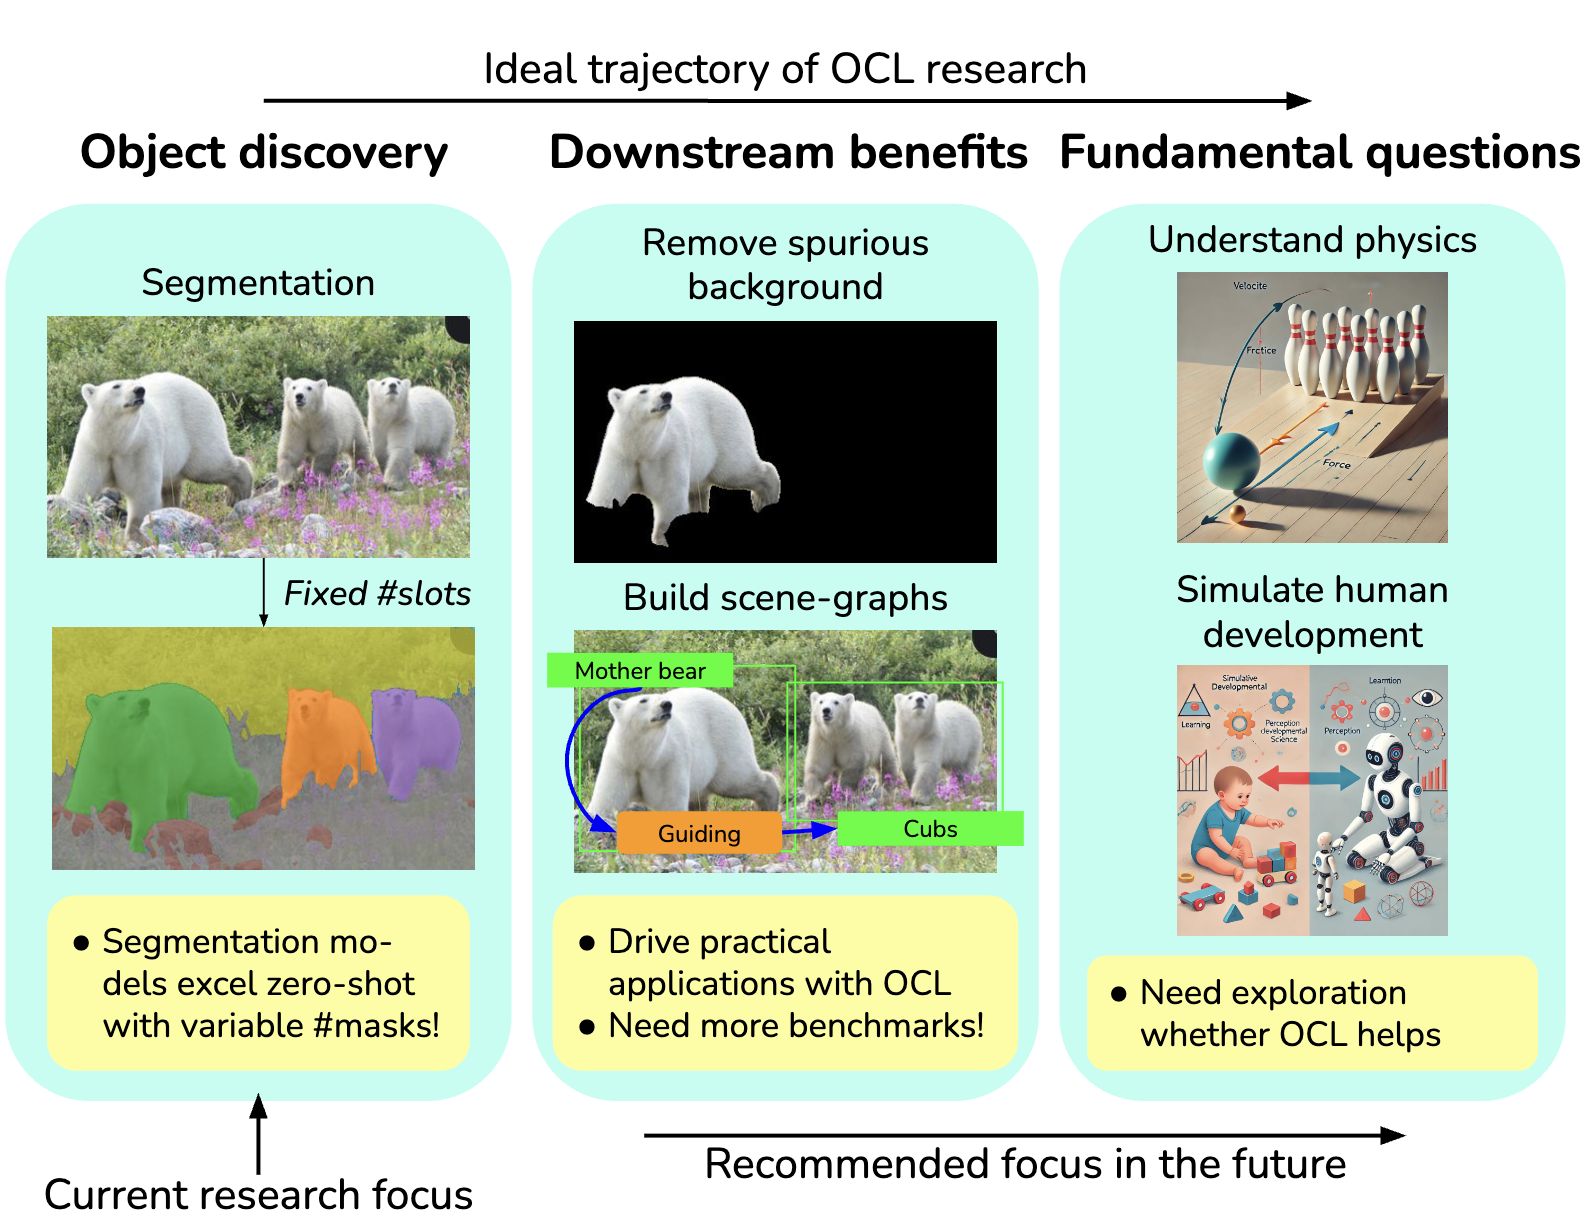 Ideal trajectory of OCL research
Object discovery
Downstream benefits
Fundamental questions
Segmentation
Fixed #slots
● Segmentation mo-
dels excel zero-shot
with variable #masks!
Remove spurious
background
Build scene-graphs
Mother bear
Guiding
Cubs
● Drive practical
applications with OCL
● Need more benchmarks!
Understand physics
Velocite
Frctice
Force
Simulate human
development
Simulative
Developmental
Learning
Perception
developmental
Science
Learntion
Perception
● Need exploration
whether OCL helps
Current research focus
Recommended focus in the future